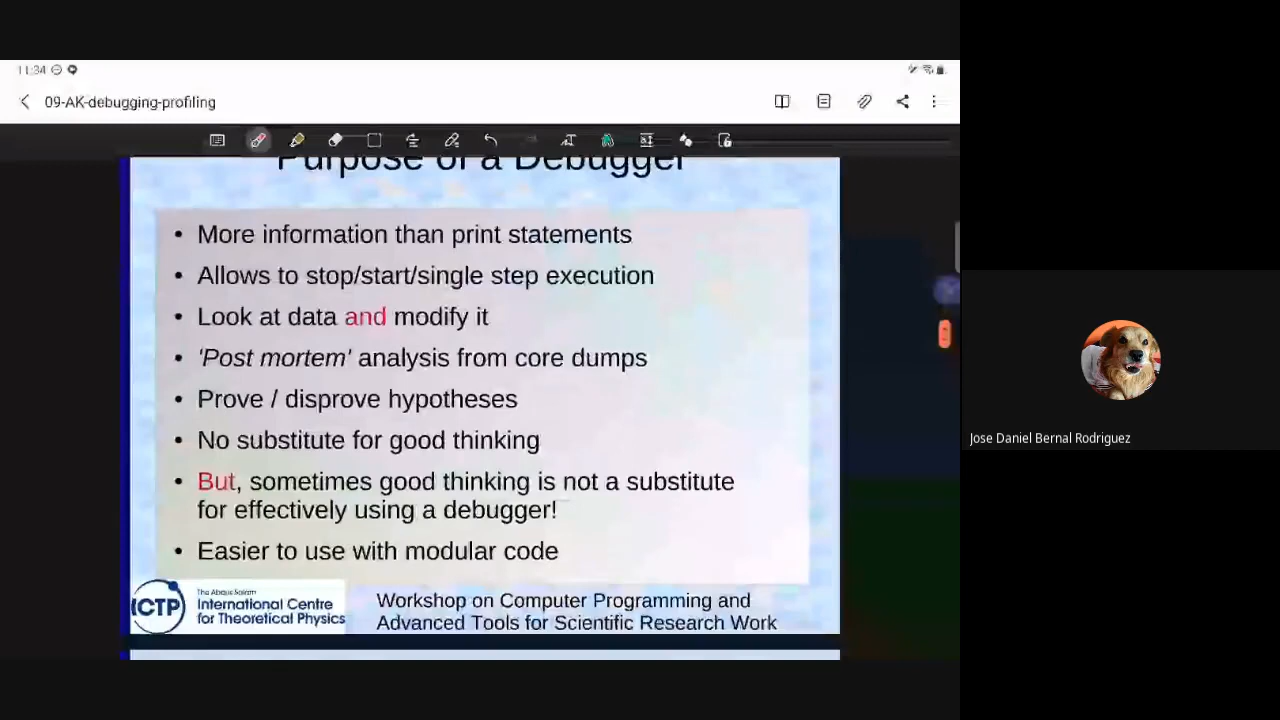 11:34
09-AK-debugging-profiling
Purpose of a Debugger
• More information than print statements
• Allows to stop/start/single step execution
• Look at data and modify it
• 'Post mortem' analysis from core dumps
• Prove / disprove hypotheses
• No substitute for good thinking
• But, sometimes good thinking is not a substitute
for effectively using a debugger!
• Easier to use with modular code
ICTP
The Abdus Salam
International Centre
for Theoretical Physics
Workshop on Computer Programming and
Advanced Tools for Scientific Research Work
Jose Daniel Bernal Rodriguez